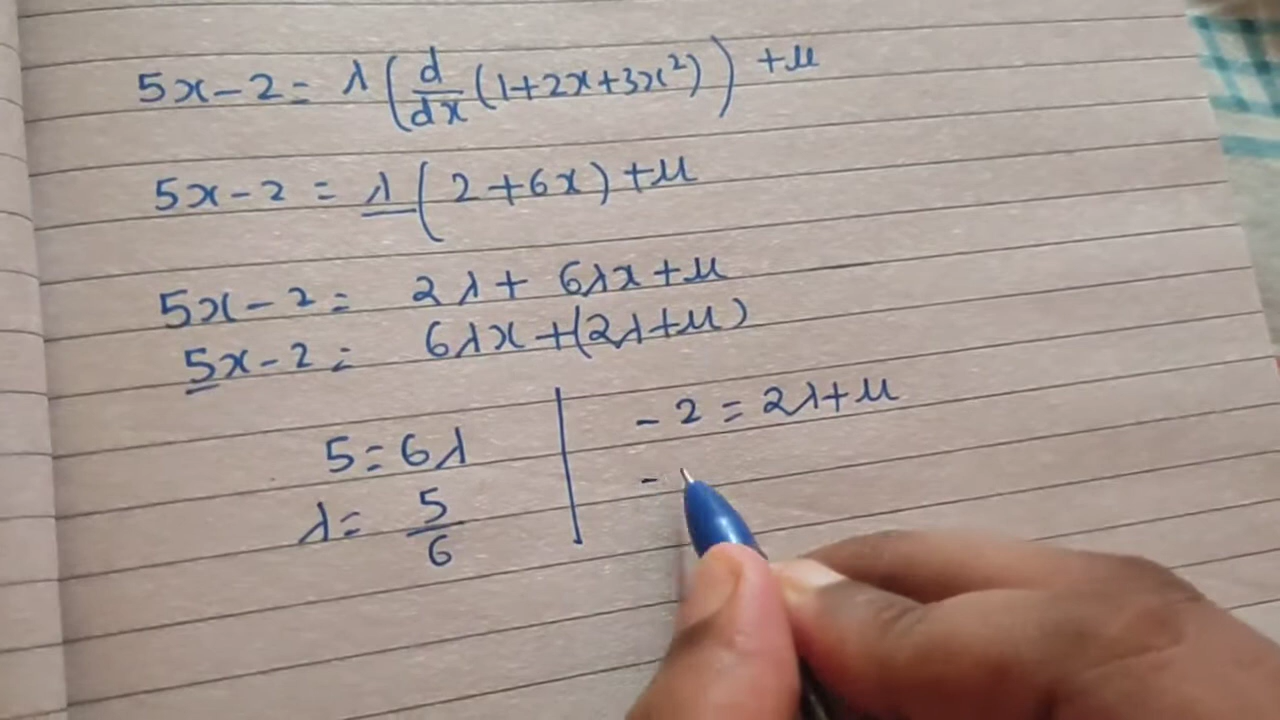 5x-2 = λ(d/dx(1+2x+3x²)) +μ
5x-2 = λ(2+6x)+μ
5x-2 = 2λ+ 6λx+μ
5x-2 = 6λx+(2λ+μ)
5=6λ
λ= 5/6
-2 = 2λ+μ
-